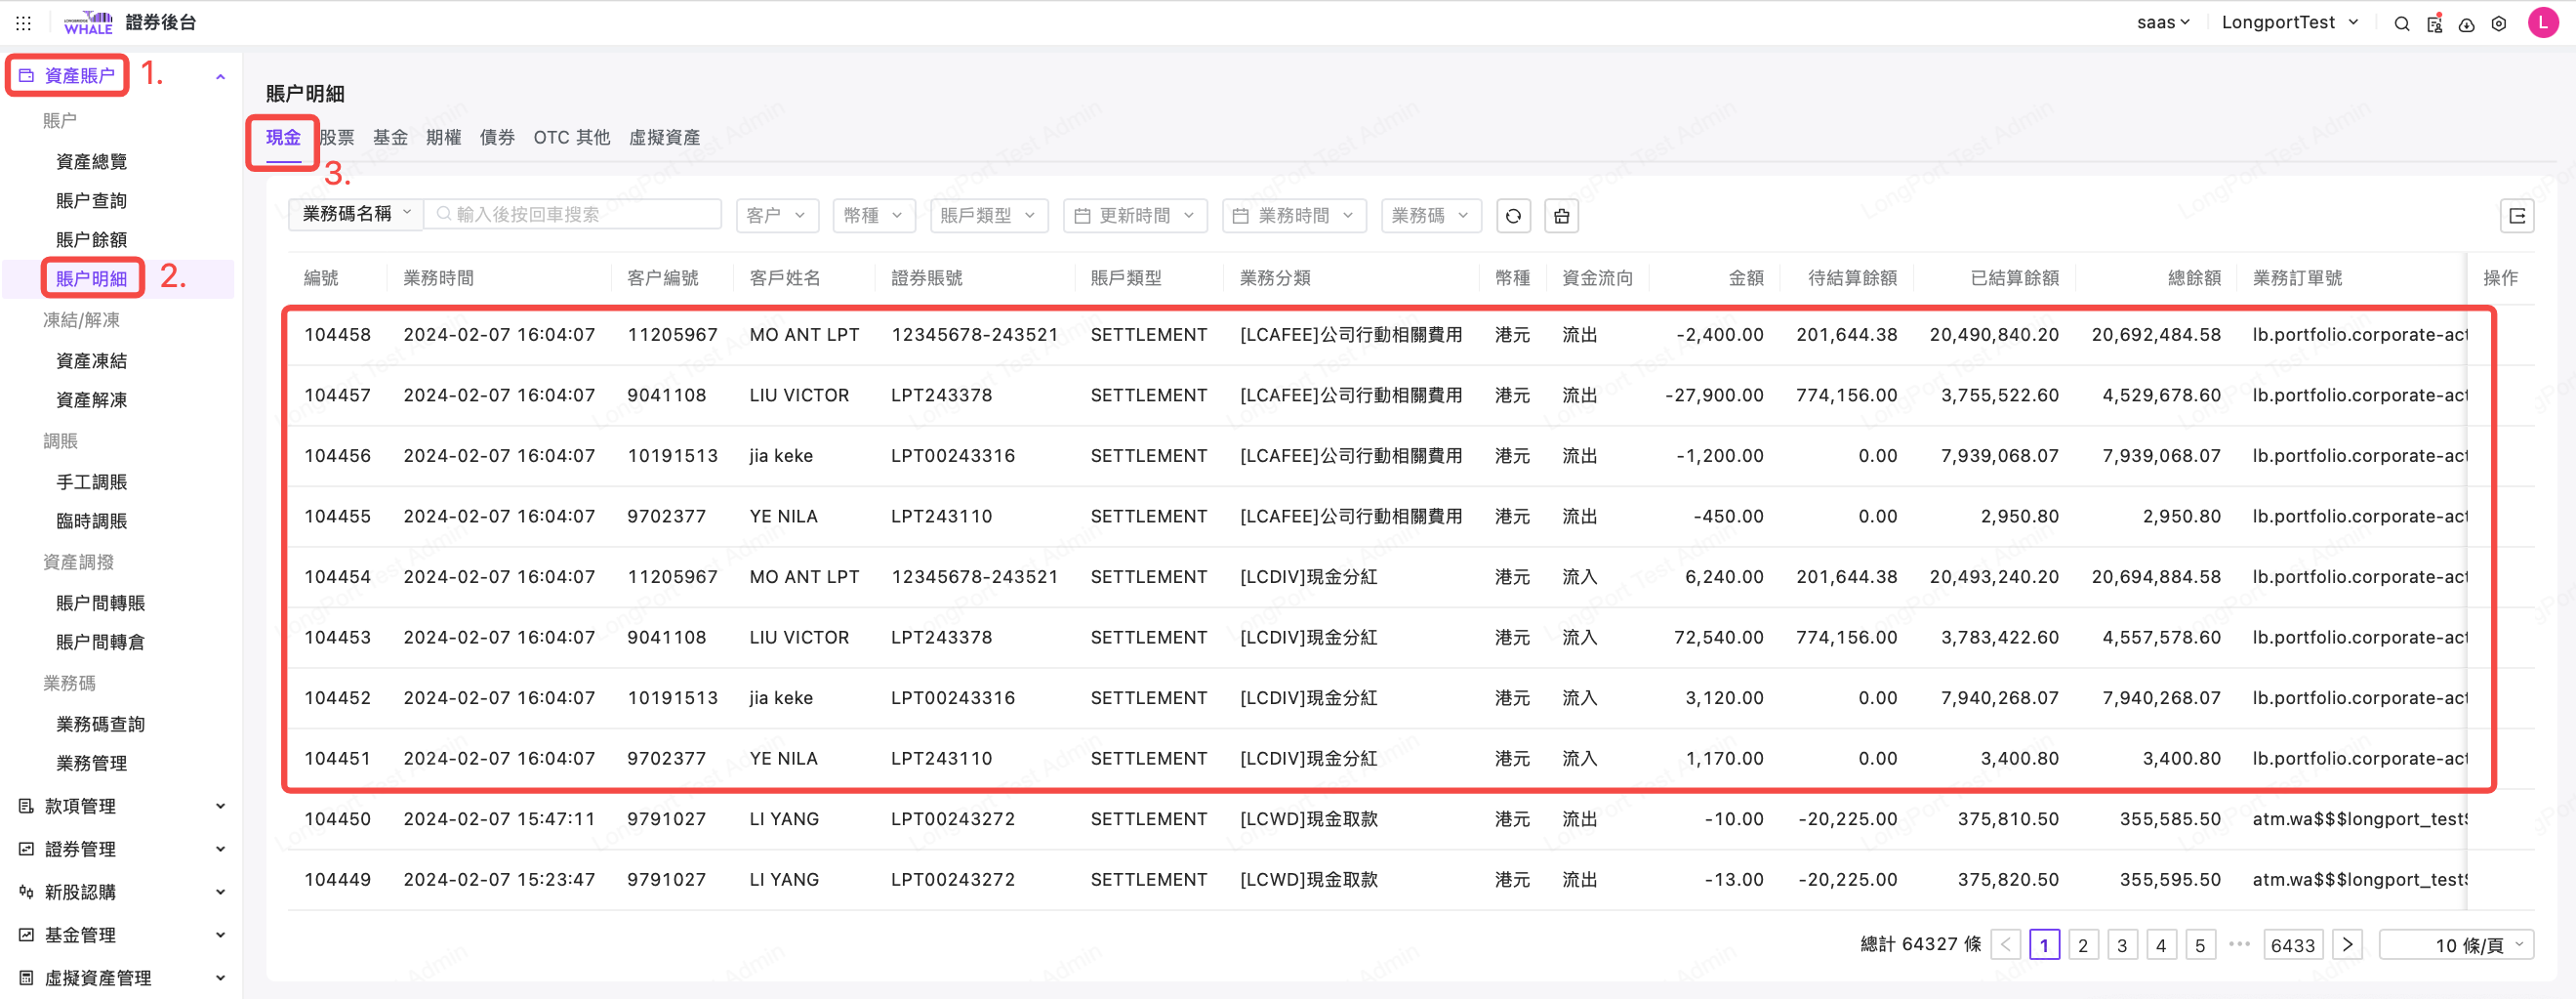 LONGBRIDGE WHALE 證券後台 saas LongportTest L
資產賬户 1.
賬户
資產總覽
賬户查詢
賬户餘額
賬户明細 2.
凍結/解凍
資產凍結
資產解凍
調賬
手工調賬
臨時調賬
資產調撥
賬户間轉賬
賬户間轉倉
業務碼
業務碼查詢
業務管理
款項管理
證券管理
新股認購
基金管理
虛擬資產管理
賬户明細
現金 股票 基金 期權 債券 OTC 其他 虛擬資產
3.
業務碼名稱 輸入後按回車搜索 客户 幣種 賬戶類型 更新時間 業務時間 業務碼
編號 業務時間 客户編號 客戶姓名 證券賬號 賬戶類型 業務分類 幣種 資金流向 金額 待結算餘額 已結算餘額 總餘額 業務訂單號 操作
104458 2024-02-07 16:04:07 11205967 MO ANT LPT 12345678-243521 SETTLEMENT [LCAFEE]公司行動相關費用 港元 流出 -2,400.00 201,644.38 20,490,840.20 20,692,484.58 lb.portfolio.corporate-act
104457 2024-02-07 16:04:07 9041108 LIU VICTOR LPT243378 SETTLEMENT [LCAFEE]公司行動相關費用 港元 流出 -27,900.00 774,156.00 3,755,522.60 4,529,678.60 lb.portfolio.corporate-act
104456 2024-02-07 16:04:07 10191513 jia keke LPT00243316 SETTLEMENT [LCAFEE]公司行動相關費用 港元 流出 -1,200.00 0.00 7,939,068.07 7,939,068.07 lb.portfolio.corporate-act
104455 2024-02-07 16:04:07 9702377 YE NILA LPT243110 SETTLEMENT [LCAFEE]公司行動相關費用 港元 流出 -450.00 0.00 2,950.80 2,950.80 lb.portfolio.corporate-act
104454 2024-02-07 16:04:07 11205967 MO ANT LPT 12345678-243521 SETTLEMENT [LCDIV]現金分紅 港元 流入 6,240.00 201,644.38 20,493,240.20 20,694,884.58 lb.portfolio.corporate-act
104453 2024-02-07 16:04:07 9041108 LIU VICTOR LPT243378 SETTLEMENT [LCDIV]現金分紅 港元 流入 72,540.00 774,156.00 3,783,422.60 4,557,578.60 lb.portfolio.corporate-act
104452 2024-02-07 16:04:07 10191513 jia keke LPT00243316 SETTLEMENT [LCDIV]現金分紅 港元 流入 3,120.00 0.00 7,940,268.07 7,940,268.07 lb.portfolio.corporate-act
104451 2024-02-07 16:04:07 9702377 YE NILA LPT243110 SETTLEMENT [LCDIV]現金分紅 港元 流入 1,170.00 0.00 3,400.80 3,400.80 lb.portfolio.corporate-act
104450 2024-02-07 15:47:11 9791027 LI YANG LPT00243272 SETTLEMENT [LCWD]現金取款 港元 流出 -10.00 -20,225.00 375,810.50 355,585.50 atm.wa$$$longport_test$
104449 2024-02-07 15:23:47 9791027 LI YANG LPT00243272 SETTLEMENT [LCWD]現金取款 港元 流出 -13.00 -20,225.00 375,820.50 355,595.50 atm.wa$$$longport_test$
總計 64327 條 < 1 2 3 4 5 ••• 6433 > 10 條/頁
LongPort Test Admin